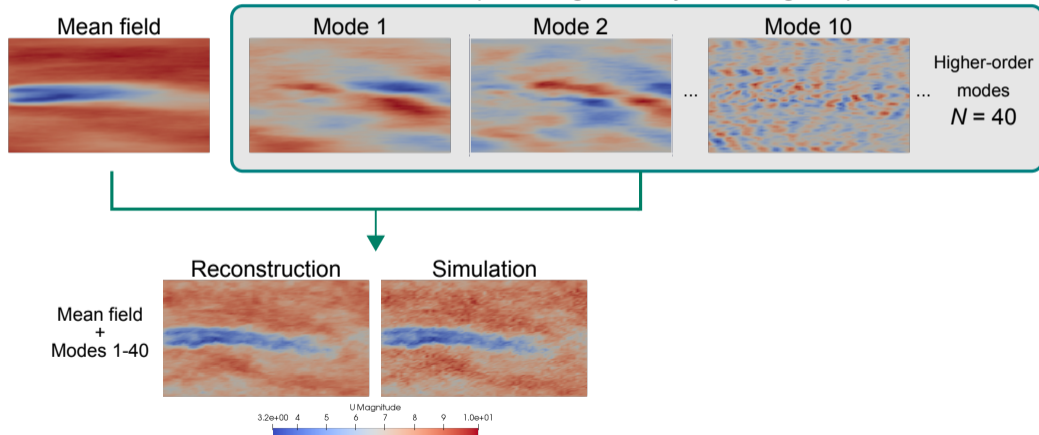 Mean field
Mode 1
Mode 2
Mode 10
...
...
Higher-order
modes
N = 40
Reconstruction
Simulation
Mean field
+
Modes 1-40
U Magnitude
3.2e+00 4 5 6 7 8 9 1.0e+01